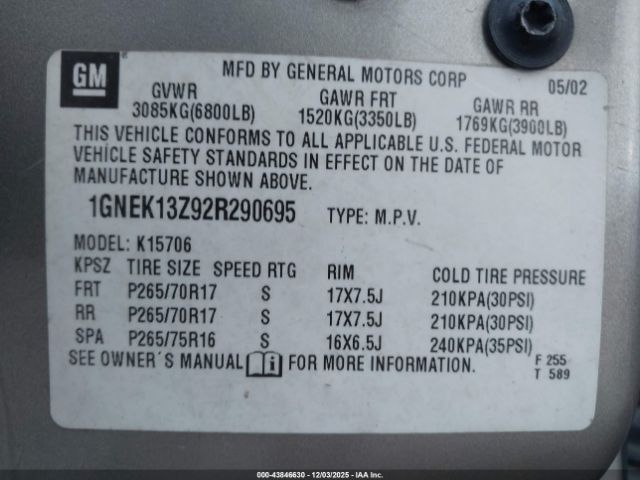 GM
MFD BY GENERAL MOTORS CORP 05/02
GVWR GAWR FRT GAWR RR
3085KG(6800LB) 1520KG(3350LB) 1769KG(3900LB)
THIS VEHICLE CONFORMS TO ALL APPLICABLE U.S. FEDERAL MOTOR
VEHICLE SAFETY STANDARDS IN EFFECT ON THE DATE OF
MANUFACTURE SHOWN ABOVE.
1GNEK13Z92R290695 TYPE: M.P.V.
MODEL: K15706
KPSZ TIRE SIZE SPEED RTG RIM COLD TIRE PRESSURE
FRT P265/70R17 S 17X7.5J 210KPA(30PSI)
RR P265/70R17 S 17X7.5J 210KPA(30PSI)
SPA P265/75R16 S 16X6.5J 240KPA(35PSI)
SEE OWNER'S MANUAL FOR MORE INFORMATION.
F 255
T 589
000-43846630 - 12/03/2025 - IAA Inc.